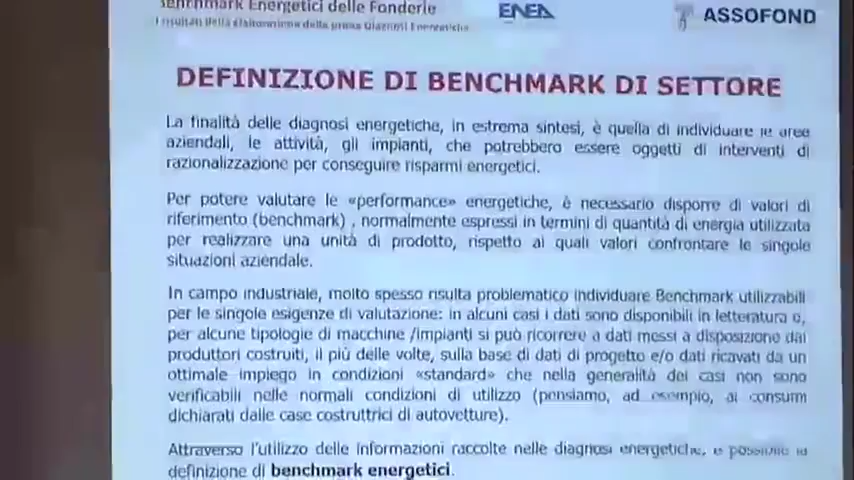 Benchmark Energetici delle Fonderie
I risultati della elaborazione delle prime Diagnosi Energetiche
ENEA
ASSOFOND
DEFINIZIONE DI BENCHMARK DI SETTORE
La finalità delle diagnosi energetiche, in estrema sintesi, è quella di individuare le aree
aziendali, le attività, gli impianti, che potrebbero essere oggetti di interventi di
razionalizzazione per conseguire risparmi energetici.
Per potere valutare le «performance» energetiche, è necessario disporre di valori di
riferimento (benchmark) , normalmente espressi in termini di quantità di energia utilizzata
per realizzare una unità di prodotto, rispetto ai quali valori confrontare le singole
situazioni aziendale.
In campo industriale, molto spesso risulta problematico individuare Benchmark utilizzabili
per le singole esigenze di valutazione: in alcuni casi i dati sono disponibili in letteratura o,
per alcune tipologie di macchine /impianti si può ricorrere a dati messi a disposizione dai
produttori costruiti, il più delle volte, sulla base di dati di progetto e/o dati ricavati da un
ottimale impiego in condizioni «standard» che nella generalità dei casi non sono
verificabili nelle normali condizioni di utilizzo (pensiamo, ad esempio, ai consumi
dichiarati dalle case costruttrici di autovetture).
Attraverso l'utilizzo delle informazioni raccolte nelle diagnosi energetiche, è possibile la
definizione di benchmark energetici.